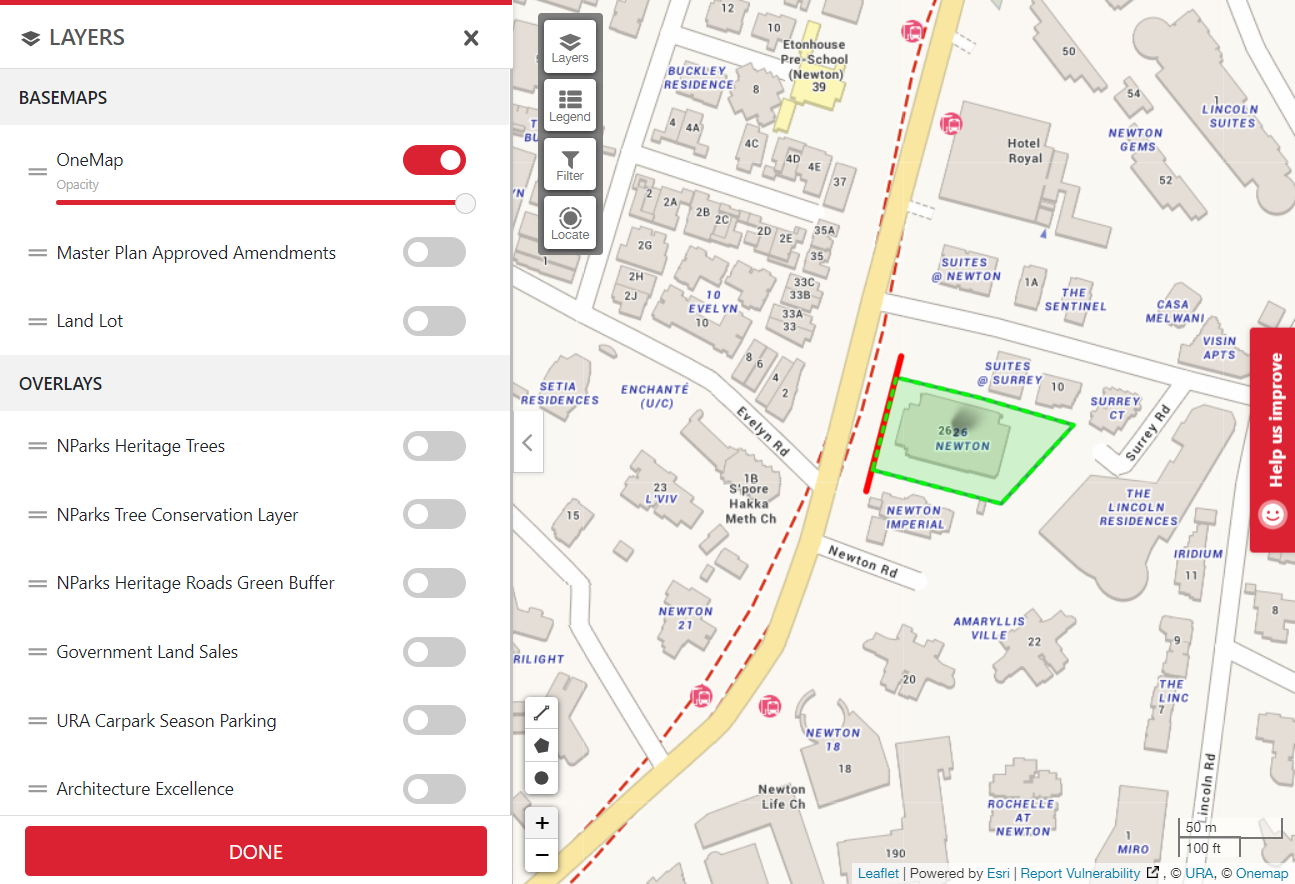 LAYERS
BASEMAPS
OneMap
Opacity
Master Plan Approved Amendments
Land Lot
OVERLAYS
NParks Heritage Trees
NParks Tree Conservation Layer
NParks Heritage Roads Green Buffer
Government Land Sales
URA Carpark Season Parking
Architecture Excellence
DONE
Layers
Legend
Filter
Locate
12
10
Etonhouse
Pre-School
(Newton)
39
50
BUCKLEY
RESIDENCE
8
54
1
LINCOLN
SUITES
4
4A
NEWTON
GEMS
Hotel
Royal
4C
4D
4E
37
52
2
2A
2B
2C
2D
2E
35A
35
2G
1
2H
2J
33C
33B
33A
33
10
EVELYN
10
SUITES
@ NEWTON
1A
THE
SENTINEL
CASA
MELWANI
VISIN
APTS
8
6
4
2
SETIA
RESIDENCES
ENCHANTÉ
(U/C)
Evelyn Rd
SUITES
@ SURREY
10
SURREY
CT
Surrey Rd
26
NEWTON
Help us improve
23
L'VIV
1B
S'pore
Hakka
Meth Ch
15
NEWTON
IMPERIAL
THE
LINCOLN
RESIDENCES
Newton Rd
IRIDIUM
11
NEWTON
21
8
AMARYLLIS
VILLE
22
9
RILIGHT
20
THE
LINC
7
NEWTON
18
18
Lincoln Rd
Newton
Life Ch
ROCHELLE
AT
NEWTON
190
1
MIRO
+
−
50 m
100 ft
Leaflet | Powered by Esri | Report Vulnerability , © URA, © Onemap